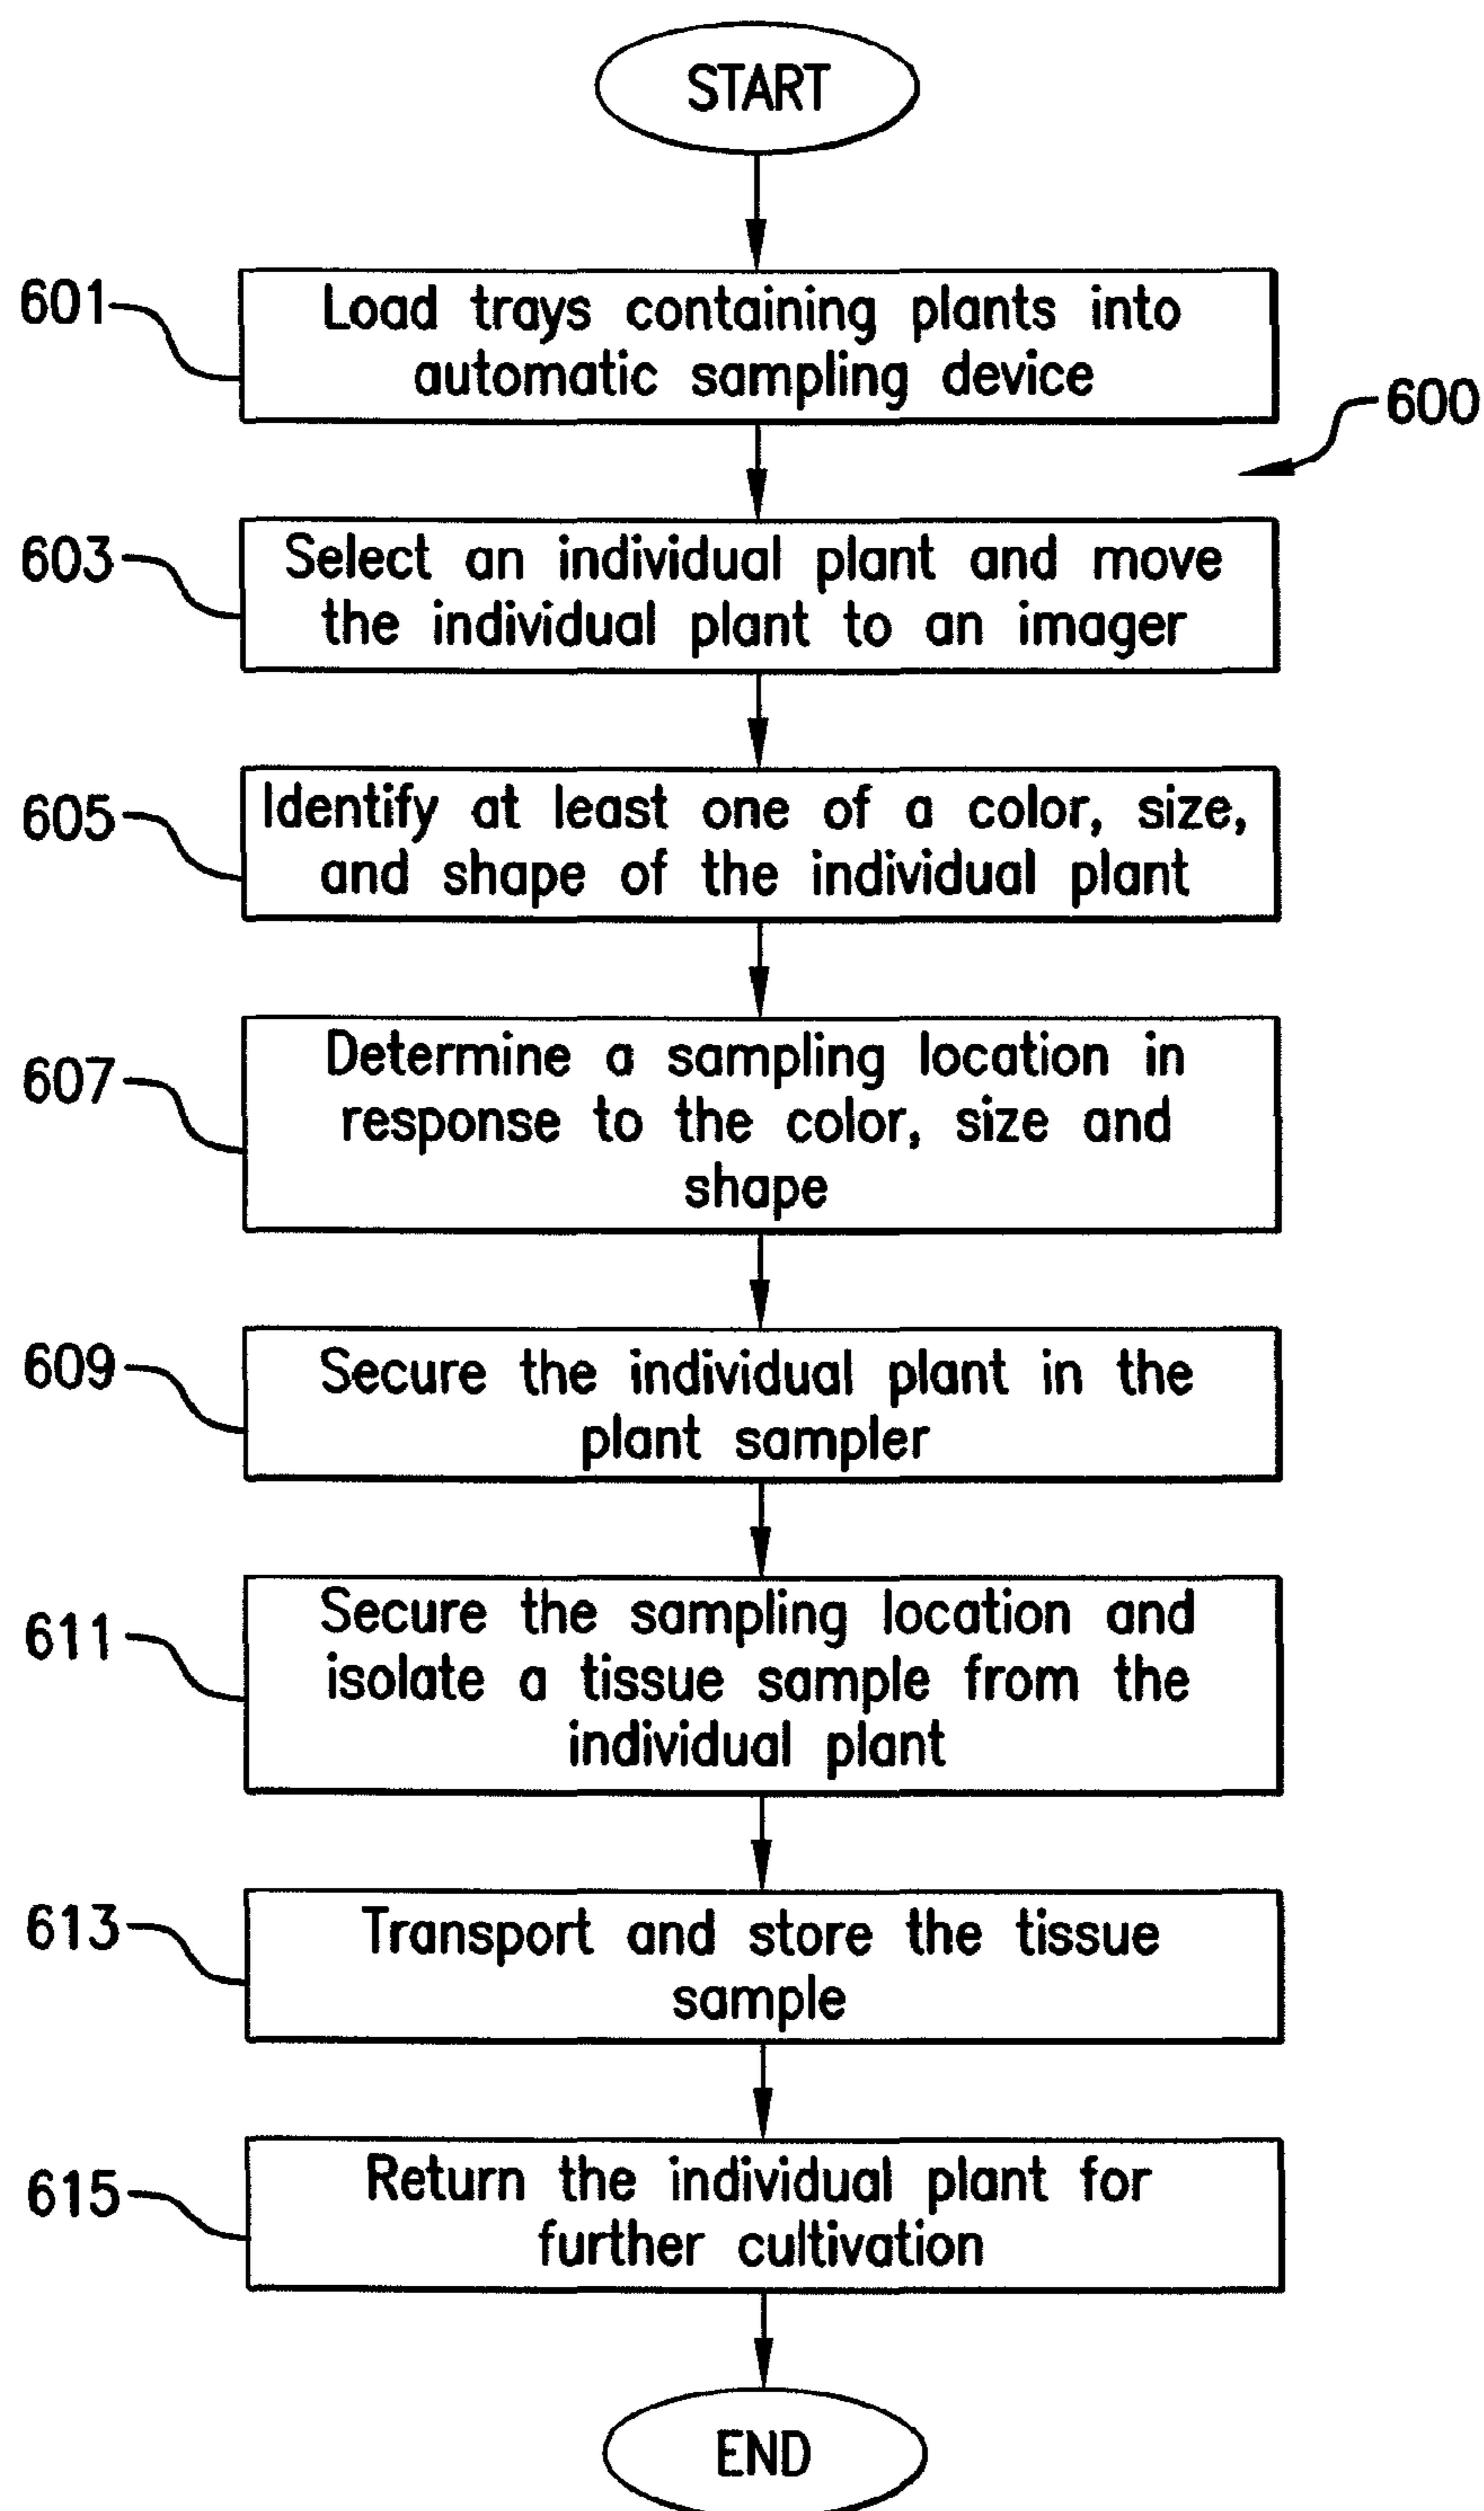 START
601
Load trays containing plants into
automatic sampling device
600
603
Select an individual plant and move
the individual plant to an imager
605
Identify at least one of a color, size,
and shape of the individual plant
607
Determine a sampling location in
response to the color, size and
shape
609
Secure the individual plant in the
plant sampler
611
Secure the sampling location and
isolate a tissue sample from the
individual plant
613
Transport and store the tissue
sample
615
Return the individual plant for
further cultivation
END